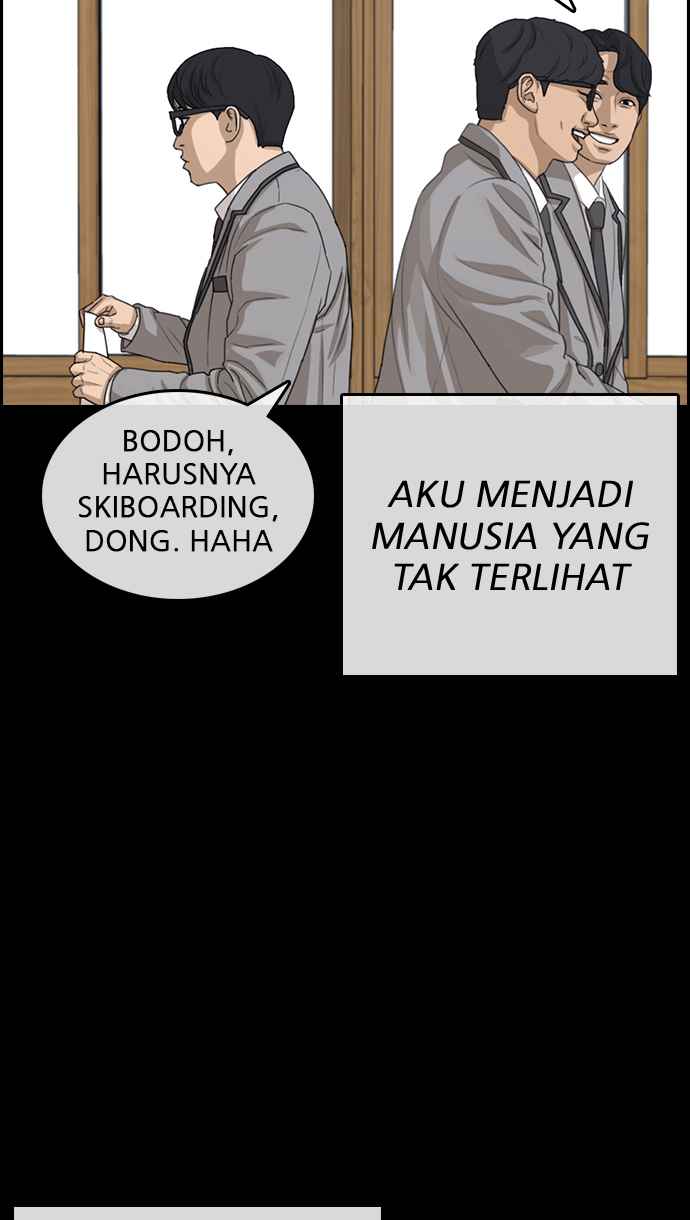 BODOH,
HARUSNYA
SKIBOARDING,
DONG. HAHA
AKU MENJADI
MANUSIA YANG
TAK TERLIHAT